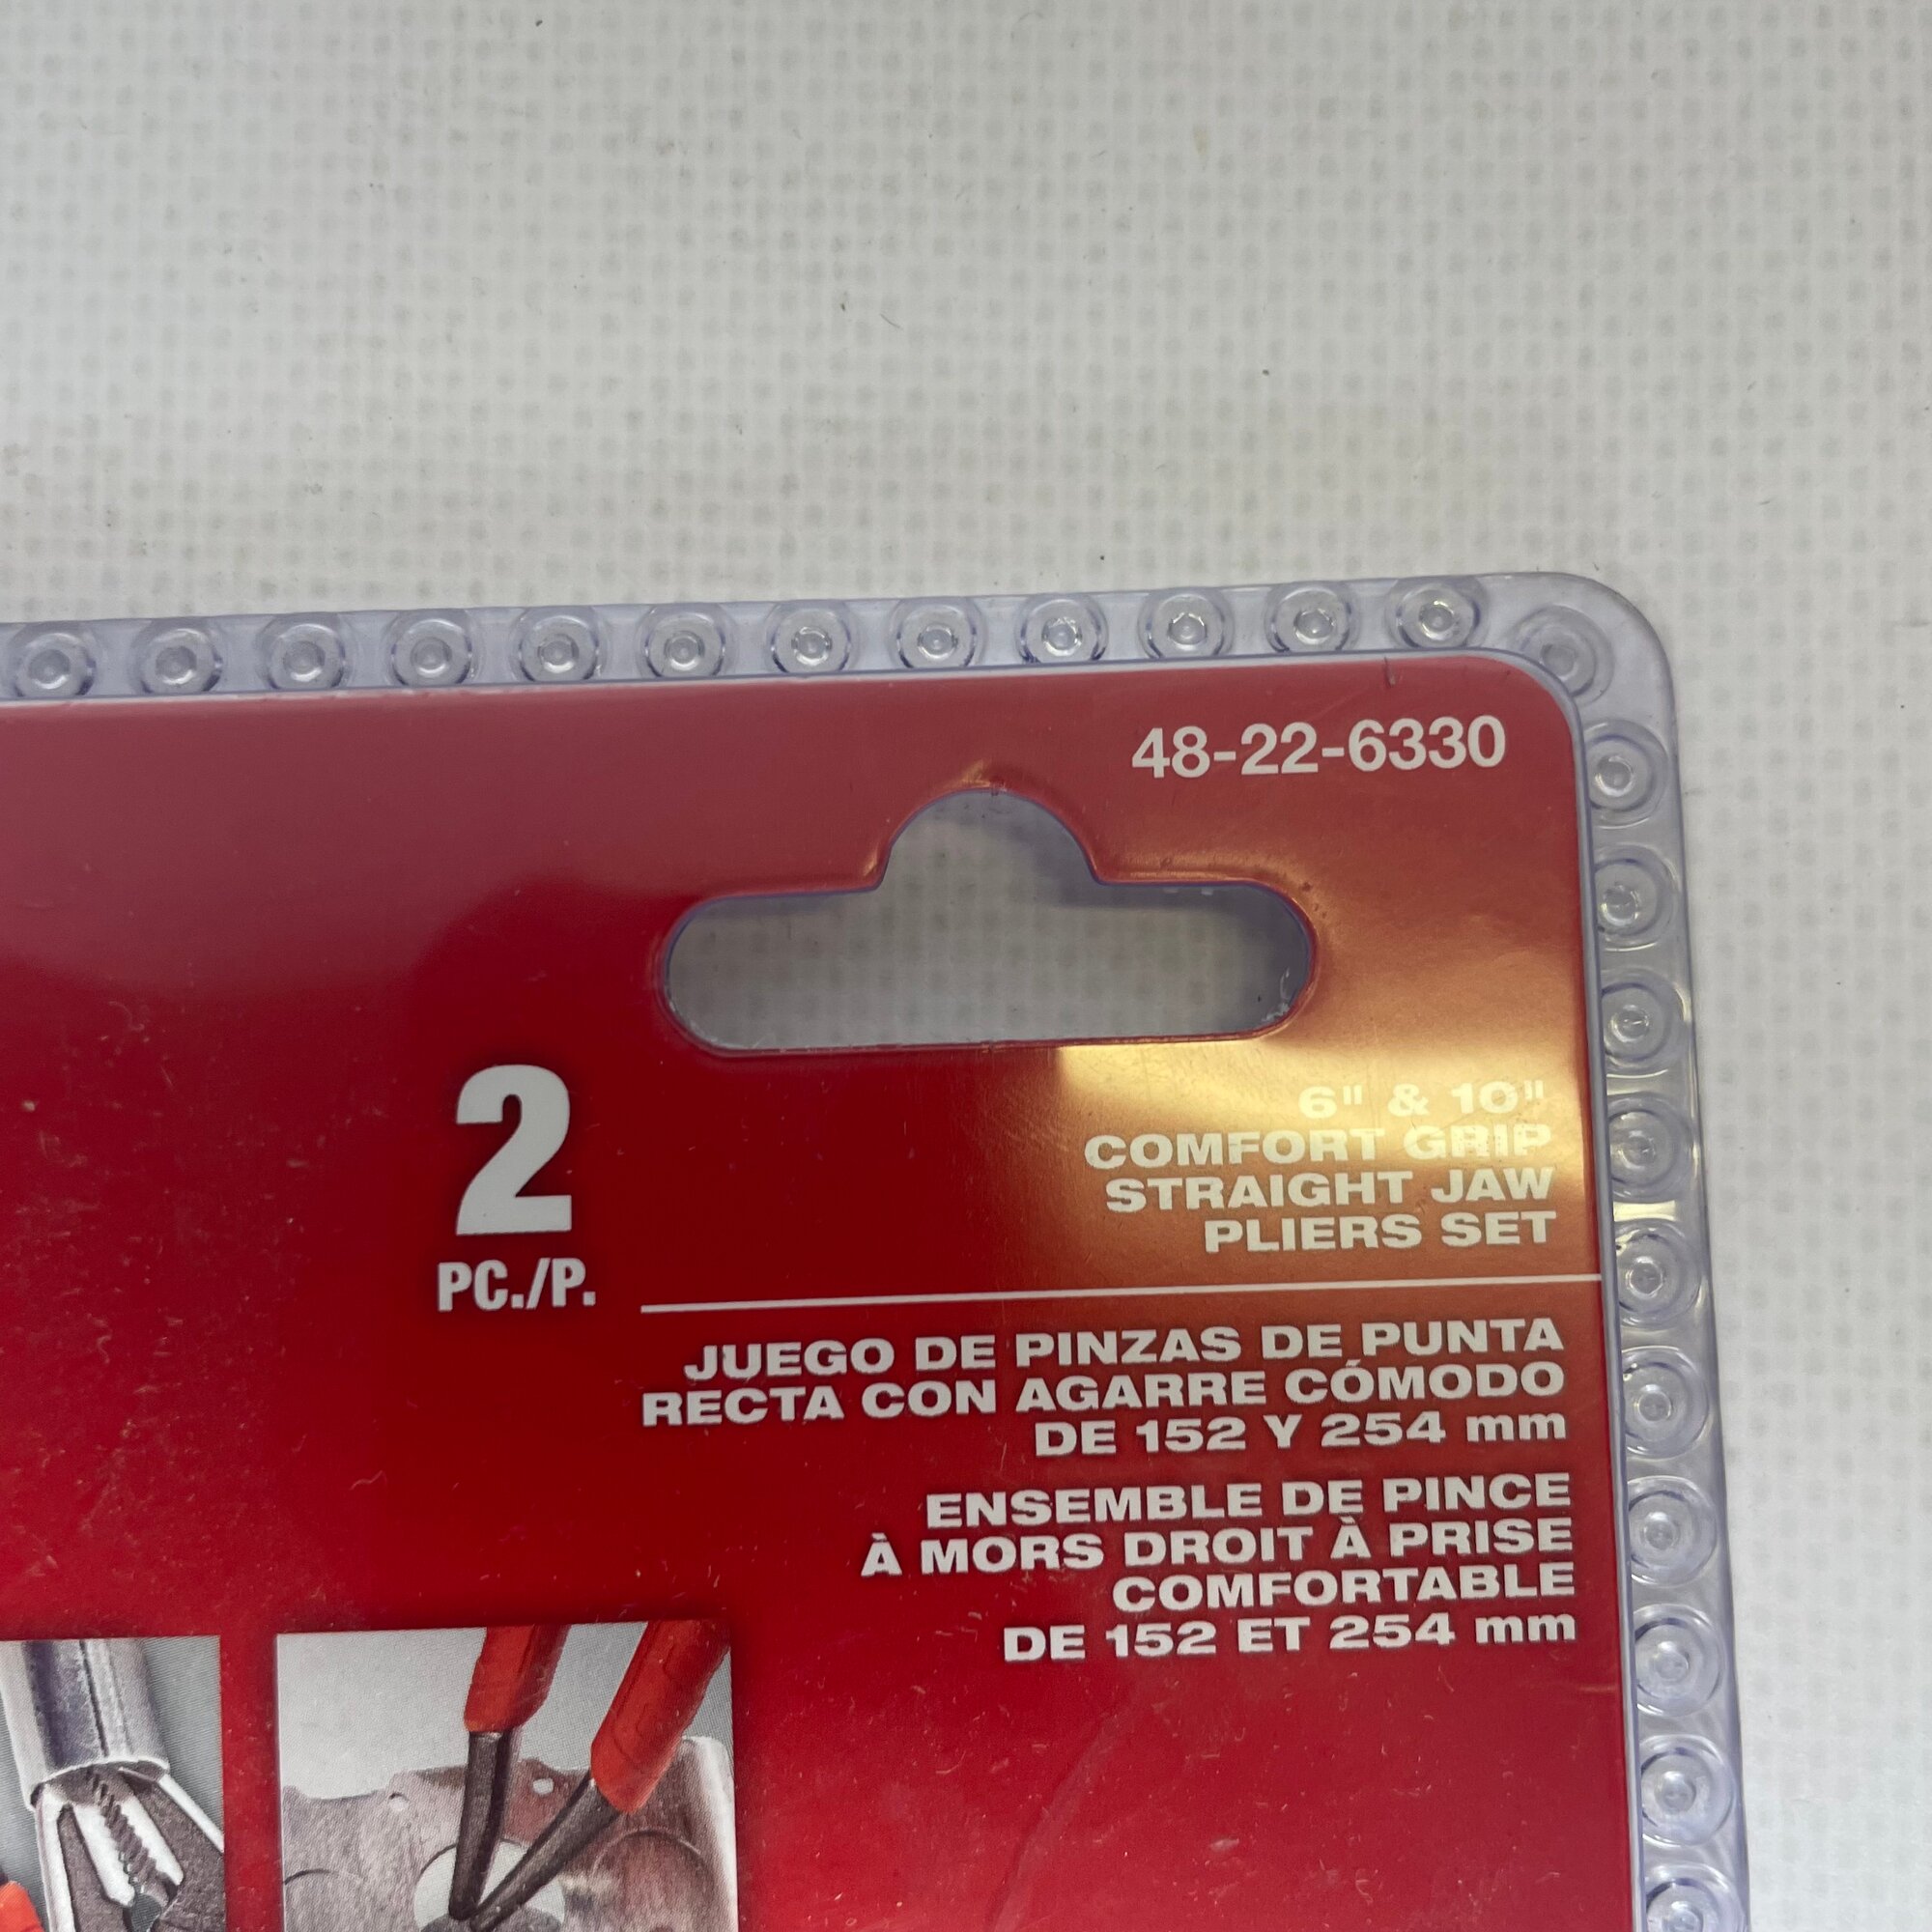 48-22-6330
2
PC./P.
6" & 10"
COMFORT GRIP
STRAIGHT JAW
PLIERS SET
JUEGO DE PINZAS DE PUNTA
RECTA CON AGARRE CÓMODO
DE 152 Y 254 mm
ENSEMBLE DE PINCE
À MORS DROIT À PRISE
COMFORTABLE
DE 152 ET 254 mm